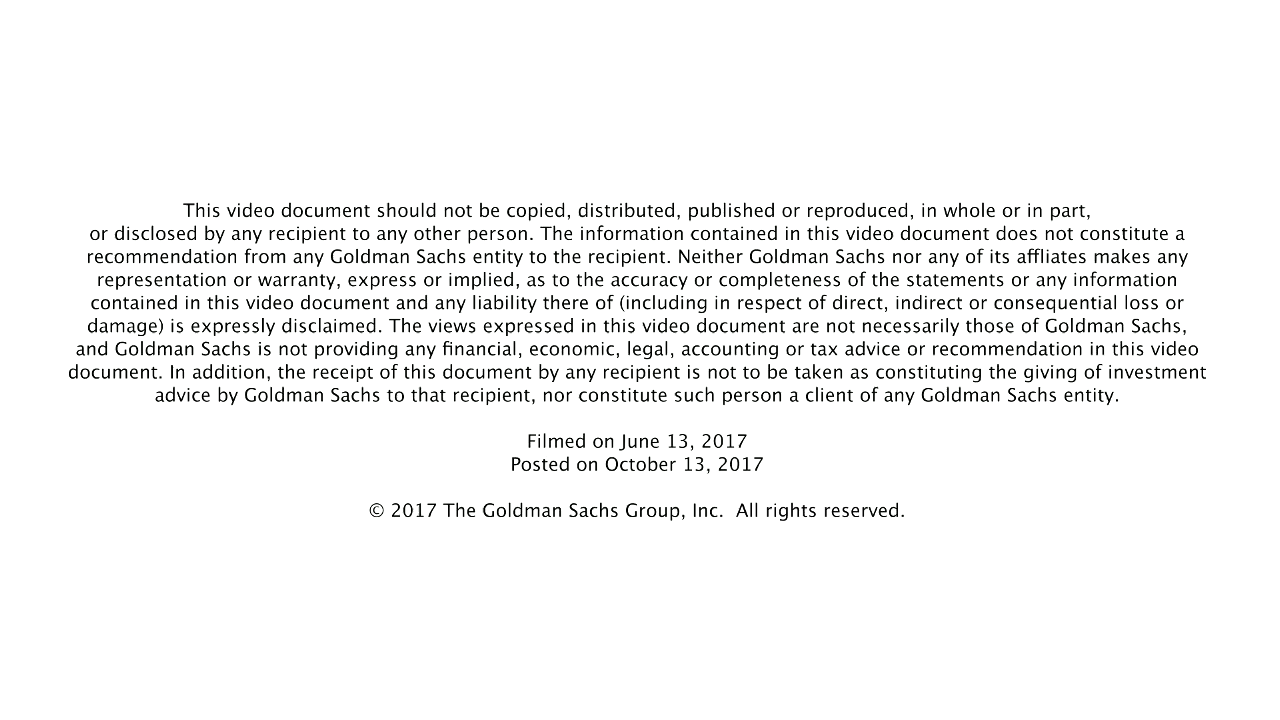 This video document should not be copied, distributed, published or reproduced, in whole or in part,
or disclosed by any recipient to any other person. The information contained in this video document does not constitute a
recommendation from any Goldman Sachs entity to the recipient. Neither Goldman Sachs nor any of its affliates makes any
representation or warranty, express or implied, as to the accuracy or completeness of the statements or any information
contained in this video document and any liability there of (including in respect of direct, indirect or consequential loss or
damage) is expressly disclaimed. The views expressed in this video document are not necessarily those of Goldman Sachs,
and Goldman Sachs is not providing any financial, economic, legal, accounting or tax advice or recommendation in this video
document. In addition, the receipt of this document by any recipient is not to be taken as constituting the giving of investment
advice by Goldman Sachs to that recipient, nor constitute such person a client of any Goldman Sachs entity.
Filmed on June 13, 2017
Posted on October 13, 2017
© 2017 The Goldman Sachs Group, Inc.  All rights reserved.